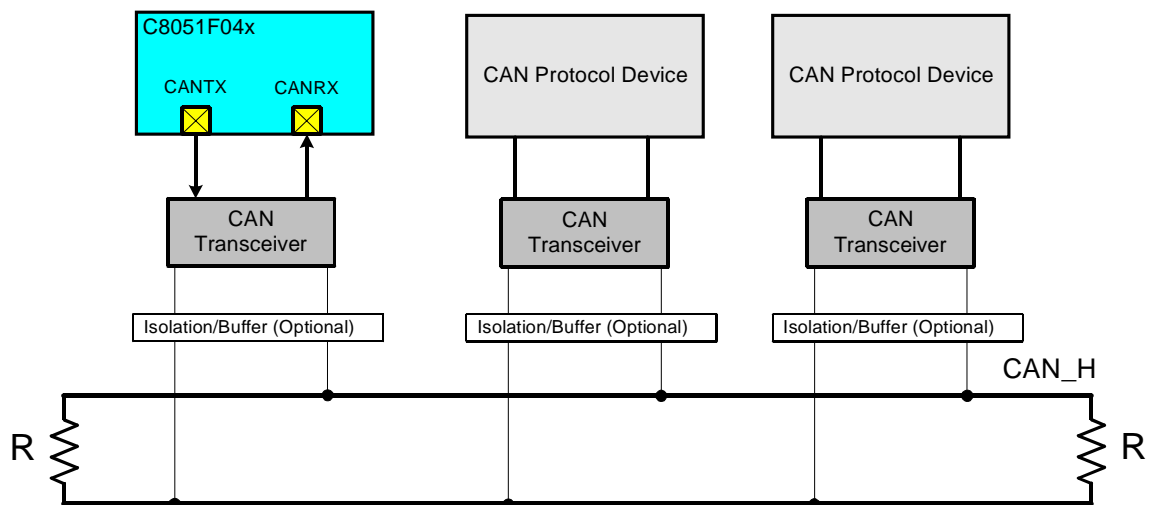 C8051F04x
CANTX
CANRX
CAN Protocol Device
CAN Protocol Device
CAN
Transceiver
CAN
Transceiver
CAN
Transceiver
Isolation/Buffer (Optional)
Isolation/Buffer (Optional)
Isolation/Buffer (Optional)
CAN_H
R
R